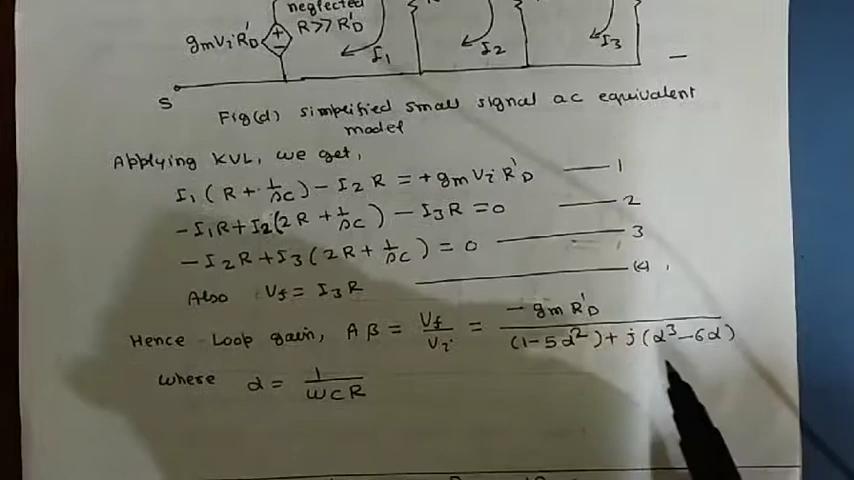 neglected
R>>R'D
gmViR'D + −
I1 I2 I3 −
S
Fig(d) simplified small signal ac equivalent
model
Applying KVL, we get,
I1 (R + 1/sC) − I2 R = +gm Vi R'D —— 1
−I1R + I2(2R + 1/sC) − I3R = 0 —— 2
−I2R + I3(2R + 1/sC) = 0 —— 3
Also Vf = I3R —— (4)
Hence Loop gain, Aβ = Vf/Vi = −gm R'D / (1−5α²) + j(α³−6α)
where α = 1/ωCR